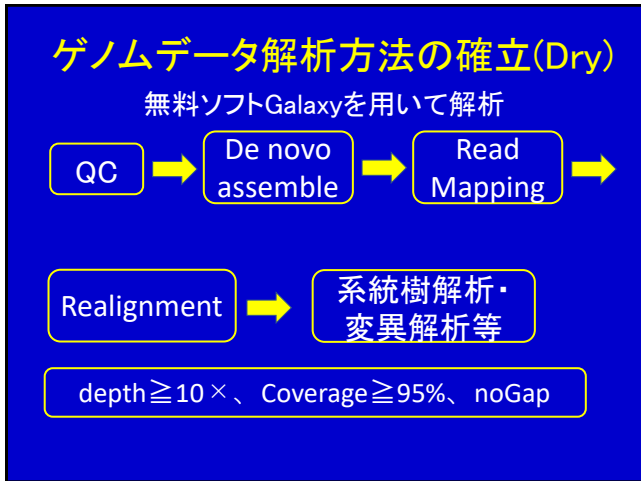 ゲノムデータ解析方法の確立(Dry)
無料ソフトGalaxyを用いて解析
QC
De novo
assemble
Read
Mapping
Realignment
系統樹解析・
変異解析等
depth≧10×、Coverage≧95%、noGap